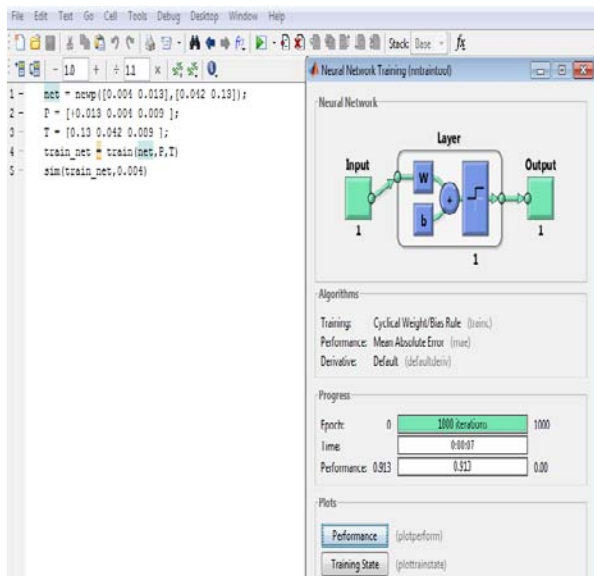 File Edit Text Go Cell Tools Debug Desktop Window Help
Stack: Base fx
- 1.0 + ÷ 1.1 ×
1 - net = newp([0.004 0.013],[0.042 0.13]);
2 - P = [+0.013 0.004 0.009 ];
3 - T = [0.13 0.042 0.009 ];
4 - train_net = train(net,P,T)
5 - sim(train_net,0.004)
Neural Network Training (nntraintool)
Neural Network
Layer
Input
W
Output
b
1
1
1
Algorithms
Training: Cyclical Weight/Bias Rule (trainc)
Performance: Mean Absolute Error (mae)
Derivative: Default (defaultderiv)
Progress
Epoch: 0 1000 iterations 1000
Time: 0:00:07
Performance: 0.913 0.913 0.00
Plots
Performance (plotperform)
Training State (plottrainstate)